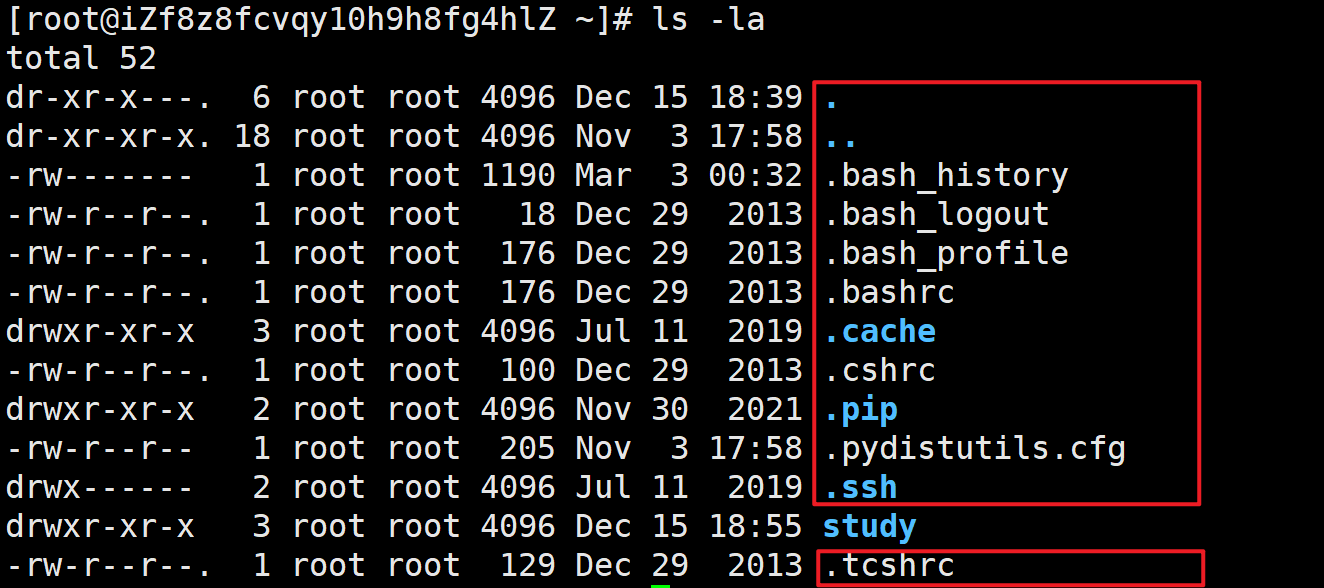 [root@iZf8z8fcvqy10h9h8fg4hlZ ~]# ls -la
total 52
dr-xr-x---.  6 root root 4096 Dec 15 18:39 .
dr-xr-xr-x. 18 root root 4096 Nov  3 17:58 ..
-rw-------   1 root root 1190 Mar  3 00:32 .bash_history
-rw-r--r--.  1 root root   18 Dec 29  2013 .bash_logout
-rw-r--r--.  1 root root  176 Dec 29  2013 .bash_profile
-rw-r--r--.  1 root root  176 Dec 29  2013 .bashrc
drwxr-xr-x   3 root root 4096 Jul 11  2019 .cache
-rw-r--r--.  1 root root  100 Dec 29  2013 .cshrc
drwxr-xr-x   2 root root 4096 Nov 30  2021 .pip
-rw-r--r--   1 root root  205 Nov  3 17:58 .pydistutils.cfg
drwx------   2 root root 4096 Jul 11  2019 .ssh
drwxr-xr-x   3 root root 4096 Dec 15 18:55 study
-rw-r--r--.  1 root root  129 Dec 29  2013 .tcshrc